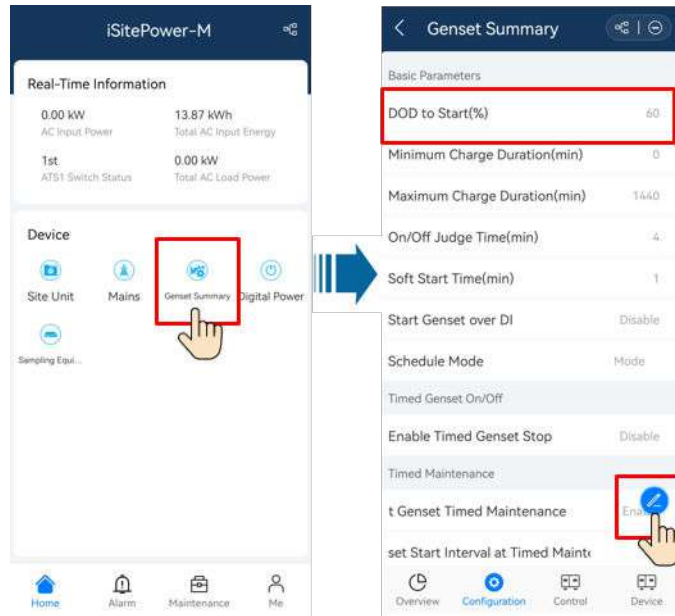 iSitePower-M
Real-Time Information
0.00 kW 13.87 kWh
AC Input Power Total AC Input Energy
1st 0.00 kW
ATS1 Switch Status Total AC Load Power
Device
Site Unit Mains Genset Summary Digital Power
Sampling Equi...
Home Alarm Maintenance Me
Genset Summary
Basic Parameters
DOD to Start(%) 60
Minimum Charge Duration(min) 0
Maximum Charge Duration(min) 1440
On/Off Judge Time(min) 4
Soft Start Time(min) 1
Start Genset over DI Disable
Schedule Mode Mode
Timed Genset On/Off
Enable Timed Genset Stop Disable
Timed Maintenance
t Genset Timed Maintenance
set Start Interval at Timed Mainte
Overview Configuration Control Device